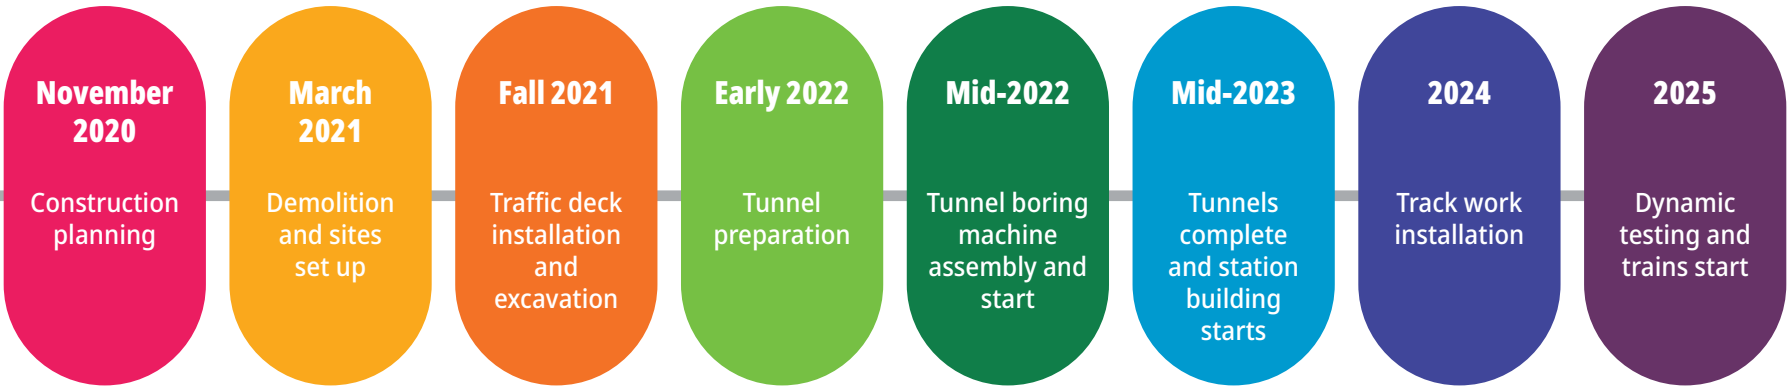 November
2020
Construction
planning
March
2021
Demolition
and sites
set up
Fall 2021
Traffic deck
installation
and
excavation
Early 2022
Tunnel
preparation
Mid-2022
Tunnel boring
machine
assembly and
start
Mid-2023
Tunnels
complete
and station
building
starts
2024
Track work
installation
2025
Dynamic
testing and
trains start